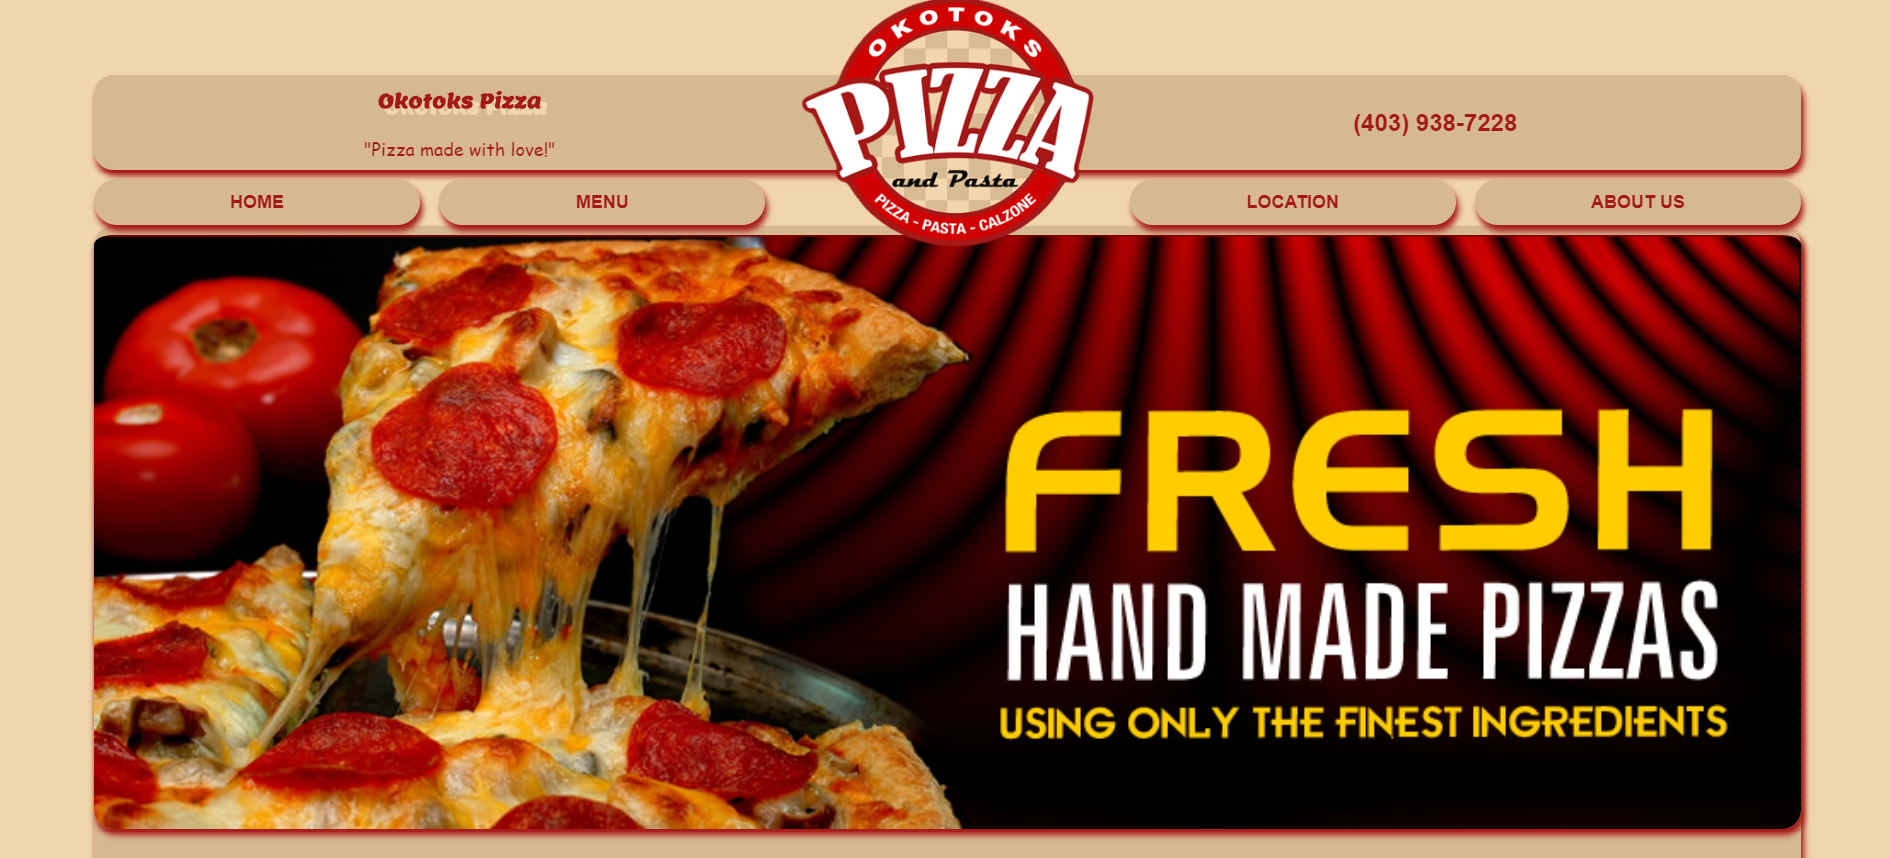 OKOTOKS
PIZZA
and Pasta
PIZZA - PASTA - CALZONE
Okotoks Pizza
"Pizza made with love!"
(403) 938-7228
HOME
MENU
LOCATION
ABOUT US
FRESH
HAND MADE PIZZAS
USING ONLY THE FINEST INGREDIENTS